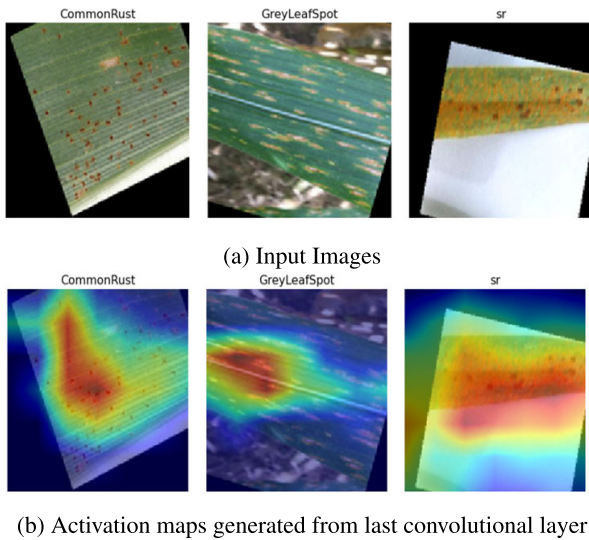 CommonRust GreyLeafSpot sr
(a) Input Images
CommonRust GreyLeafSpot sr
(b) Activation maps generated from last convolutional layer